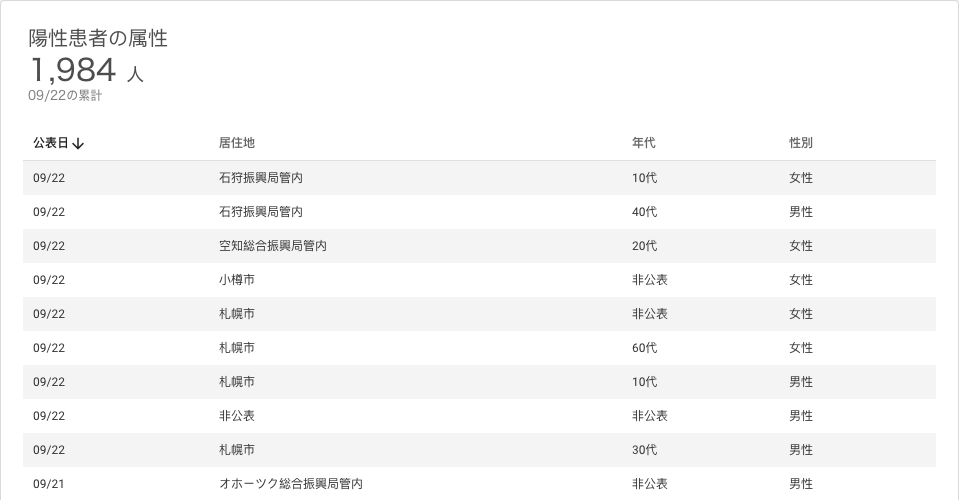 陽性患者の属性
1,984 人
09/22の累計
公表日↓ 居住地 年代 性別
09/22 石狩振興局管内 10代 女性
09/22 石狩振興局管内 40代 男性
09/22 空知総合振興局管内 20代 女性
09/22 小樽市 非公表 女性
09/22 札幌市 非公表 女性
09/22 札幌市 60代 女性
09/22 札幌市 10代 男性
09/22 非公表 非公表 男性
09/22 札幌市 30代 男性
09/21 オホーツク総合振興局管内 非公表 男性